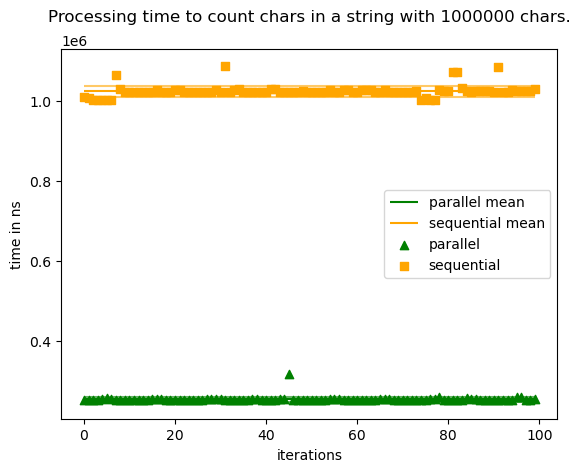 Processing time to count chars in a string with 1000000 chars.
1e6
1.0
0.8
0.6
0.4
time in ns
parallel mean
sequential mean
parallel
sequential
0
20
40
60
80
100
iterations